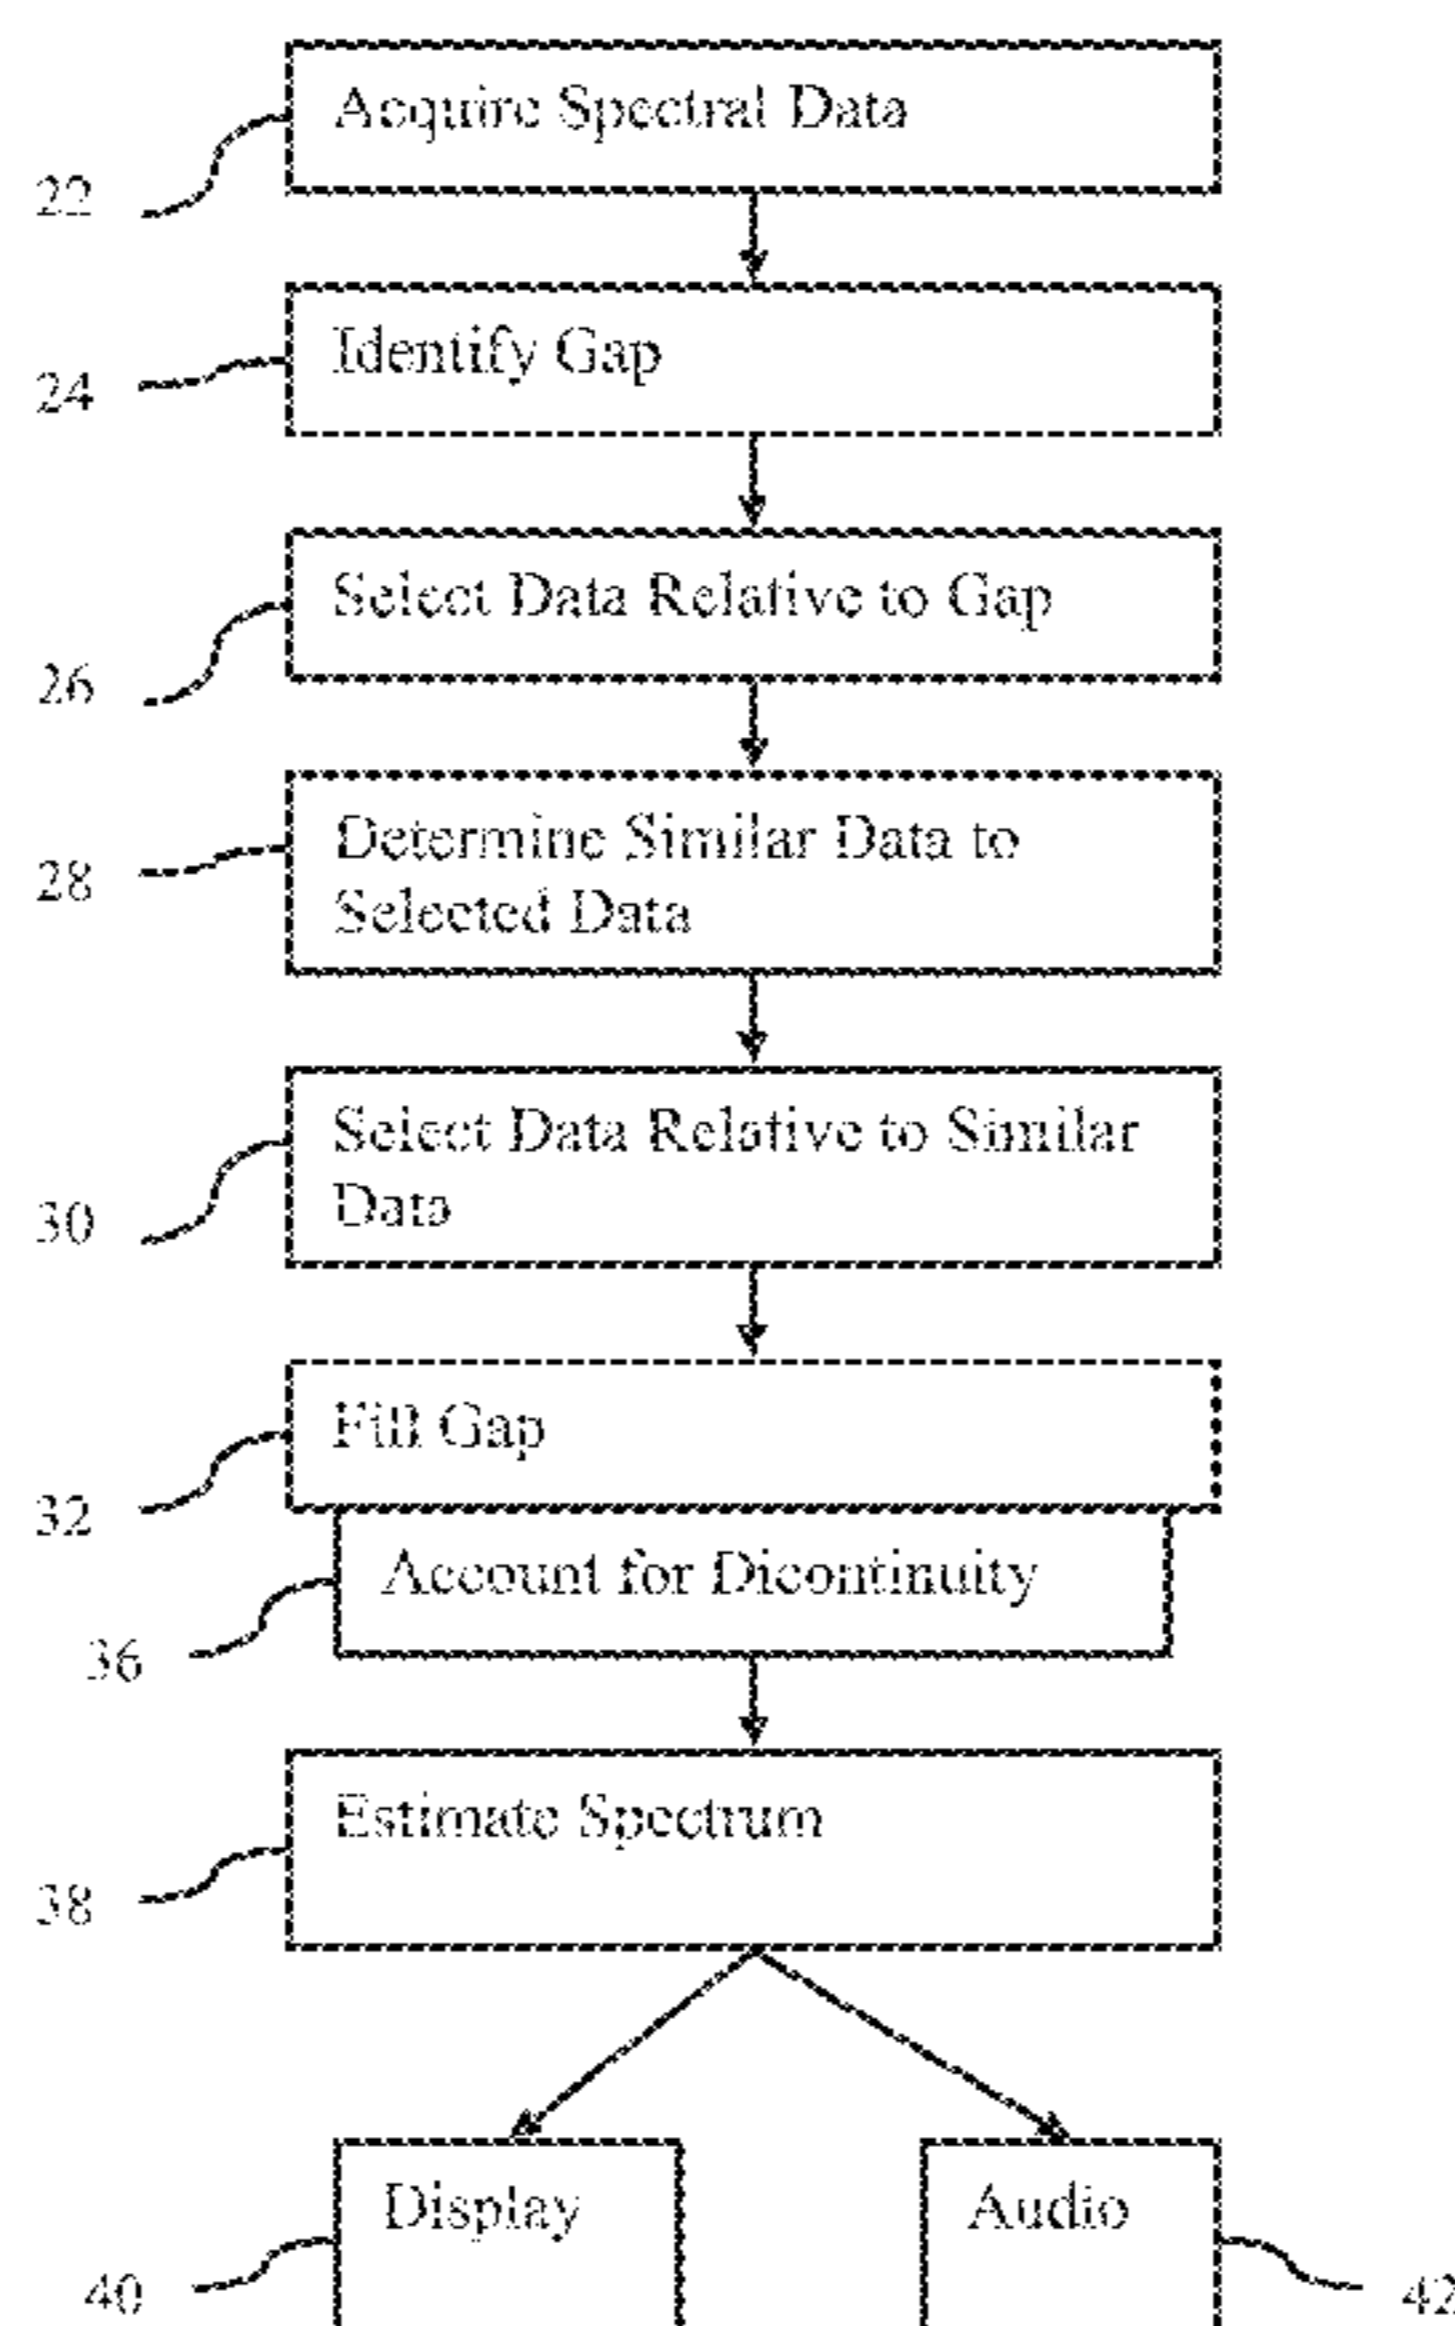 Acquire Spectral Data
22
Identify Gap
24
Select Data Relative to Gap
26
Determine Similar Data to
Selected Data
28
Select Data Relative to Similar
Data
30
Fill Gap
32
Account for Dicontinuity
36
Estimate Spectrum
38
Display
Audio
40
42